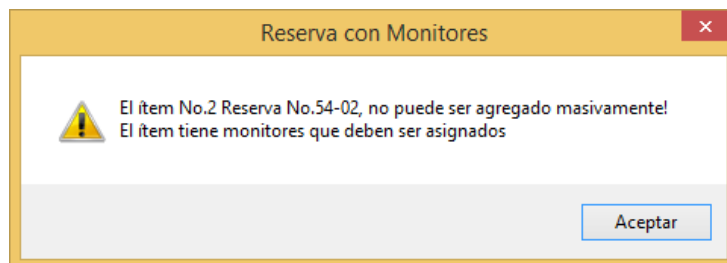 Reserva con Monitores
El ítem No.2 Reserva No.54-02, no puede ser agregado masivamente!
El ítem tiene monitores que deben ser asignados
Aceptar